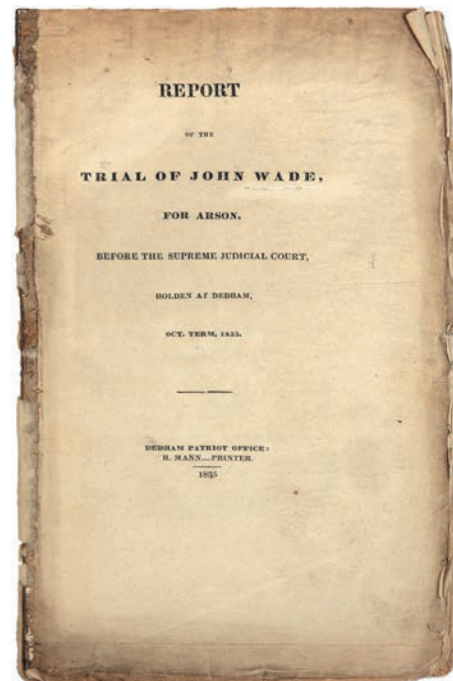 REPORT
OF THE
TRIAL OF JOHN WADE,
FOR ARSON.
BEFORE THE SUPREME JUDICIAL COURT,
HOLDEN AT DEDHAM,
OCT. TERM, 1835.
DEDHAM PATRIOT OFFICE:
H. MANN—PRINTER.
1835